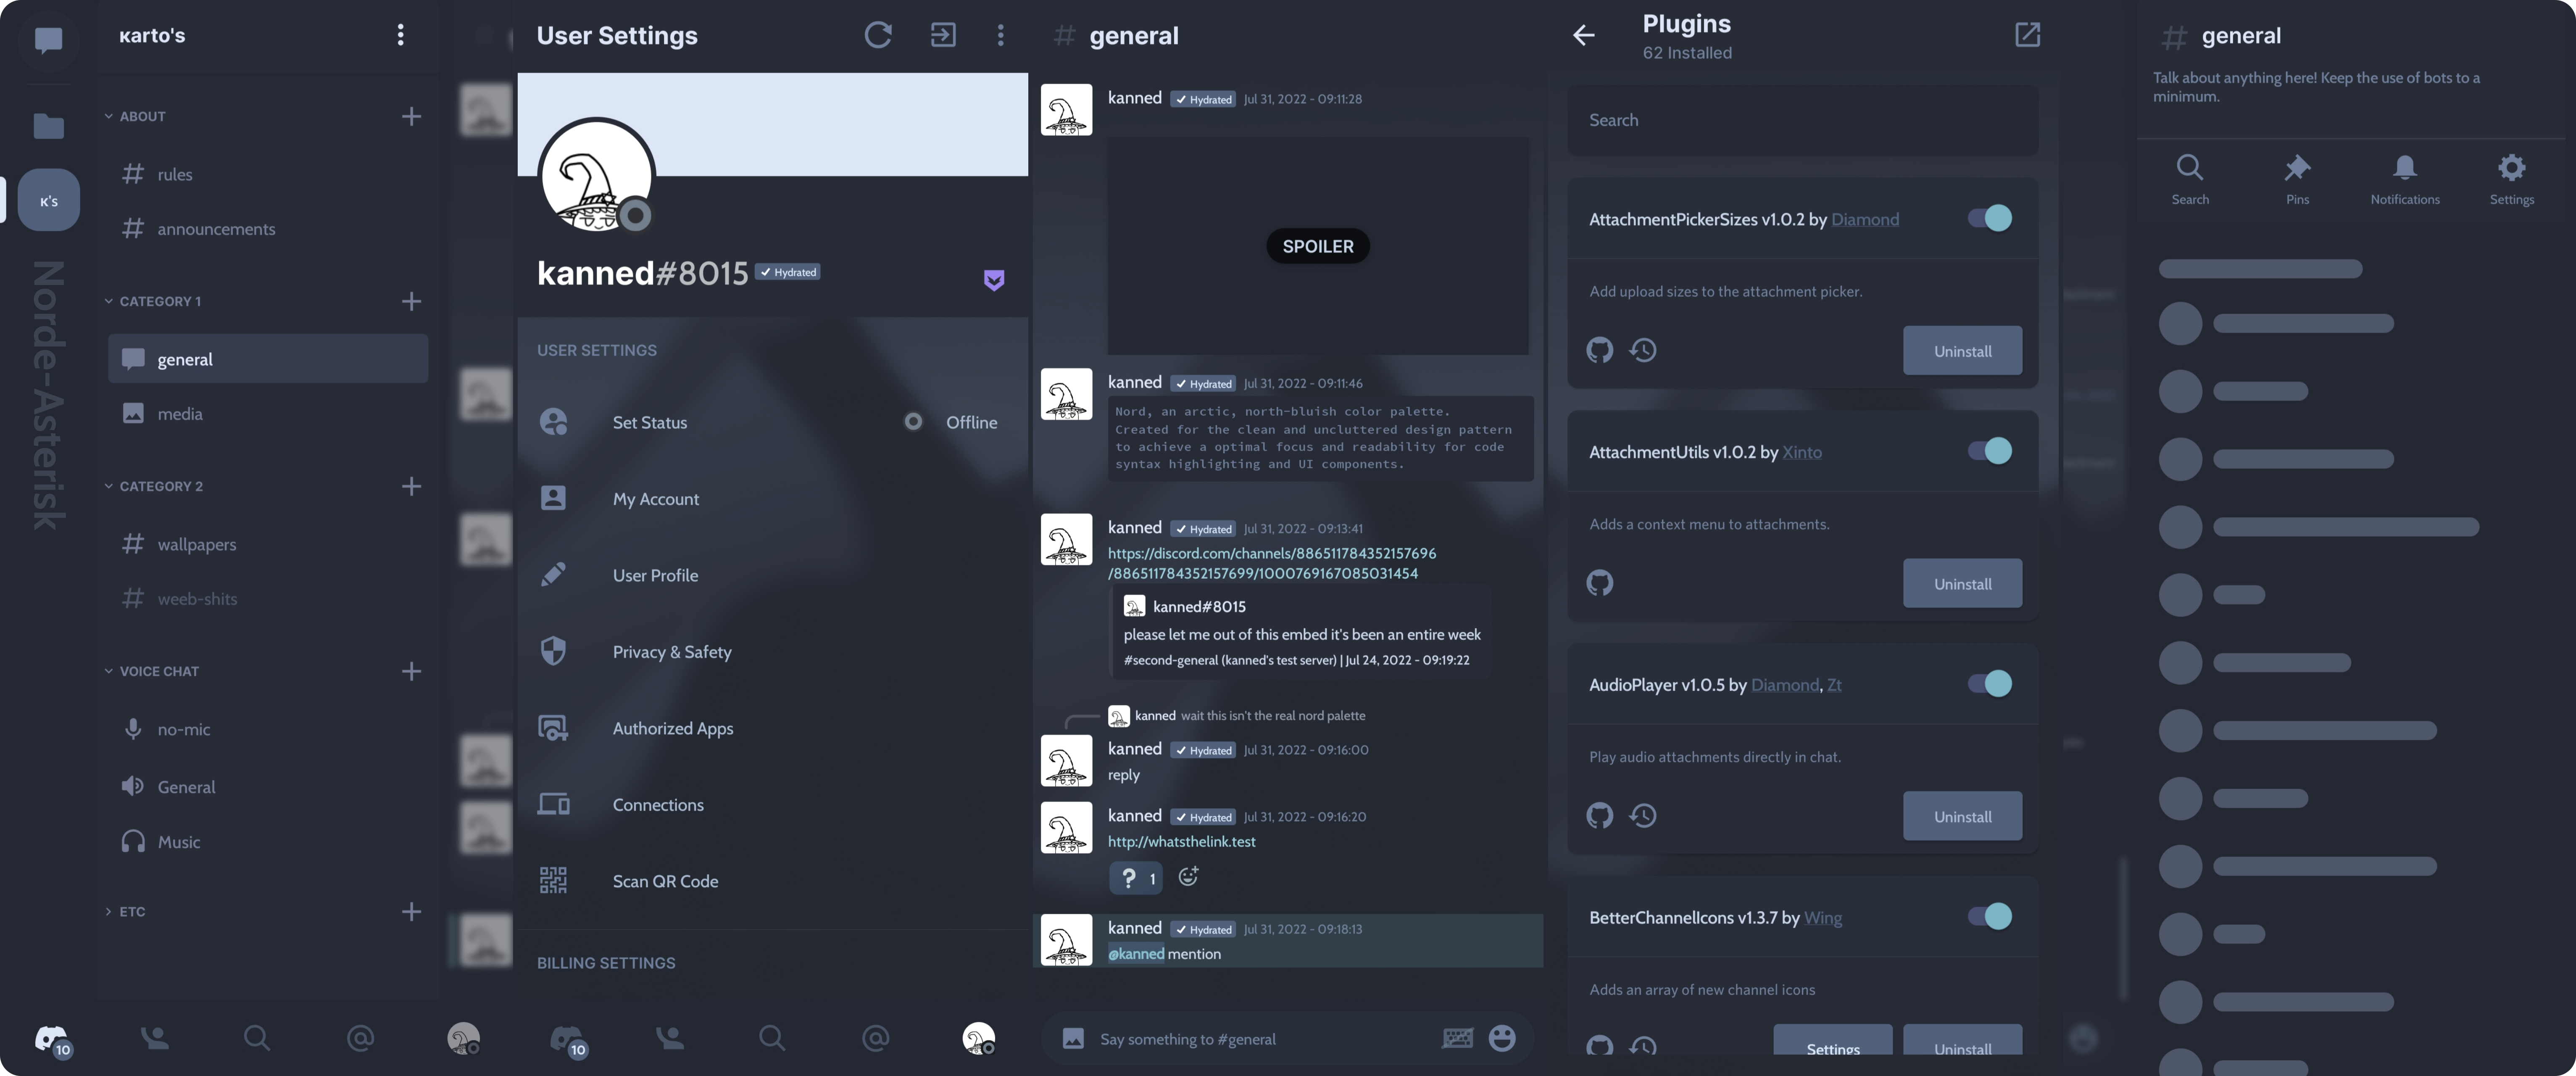 кarto's
ABOUT
rules
announcements
CATEGORY 1
general
media
CATEGORY 2
wallpapers
weeb-shits
VOICE CHAT
no-mic
General
Music
ETC
к's
Norde-Asterisk
10
User Settings
kanned#8015 Hydrated
USER SETTINGS
Set Status Offline
My Account
User Profile
Privacy & Safety
Authorized Apps
Connections
Scan QR Code
BILLING SETTINGS
10
# general
kanned Hydrated Jul 31, 2022 - 09:11:28
SPOILER
kanned Hydrated Jul 31, 2022 - 09:11:46
Nord, an arctic, north-bluish color palette.
Created for the clean and uncluttered design pattern
to achieve a optimal focus and readability for code
syntax highlighting and UI components.
kanned Hydrated Jul 31, 2022 - 09:13:41
https://discord.com/channels/886511784352157696
/886511784352157699/1000769167085031454
kanned#8015
please let me out of this embed it's been an entire week
#second-general (kanned's test server) | Jul 24, 2022 - 09:19:22
kanned wait this isn't the real nord palette
kanned Hydrated Jul 31, 2022 - 09:16:00
reply
kanned Hydrated Jul 31, 2022 - 09:16:20
http://whatsthelink.test
? 1
kanned Hydrated Jul 31, 2022 - 09:18:13
@kanned mention
Say something to #general
Plugins
62 Installed
Search
AttachmentPickerSizes v1.0.2 by Diamond
Add upload sizes to the attachment picker.
Uninstall
AttachmentUtils v1.0.2 by Xinto
Adds a context menu to attachments.
Uninstall
AudioPlayer v1.0.5 by Diamond, Zt
Play audio attachments directly in chat.
Uninstall
BetterChannelIcons v1.3.7 by Wing
Adds an array of new channel icons
Settings Uninstall
# general
Talk about anything here! Keep the use of bots to a
minimum.
Search Pins Notifications Settings